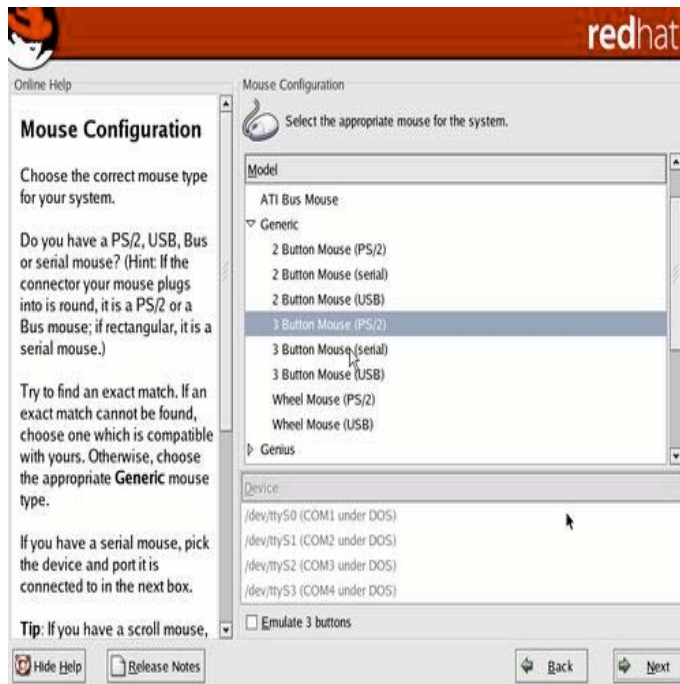 redhat
Online Help
Mouse Configuration
Choose the correct mouse type
for your system.
Do you have a PS/2, USB, Bus
or serial mouse? (Hint: If the
connector your mouse plugs
into is round, it is a PS/2 or a
Bus mouse; if rectangular, it is a
serial mouse.)
Try to find an exact match. If an
exact match cannot be found,
choose one which is compatible
with yours. Otherwise, choose
the appropriate Generic mouse
type.
If you have a serial mouse, pick
the device and port it is
connected to in the next box.
Tip: If you have a scroll mouse,
Mouse Configuration
Select the appropriate mouse for the system.
Model
ATI Bus Mouse
Generic
2 Button Mouse (PS/2)
2 Button Mouse (serial)
2 Button Mouse (USB)
3 Button Mouse (PS/2)
3 Button Mouse (serial)
3 Button Mouse (USB)
Wheel Mouse (PS/2)
Wheel Mouse (USB)
Genius
Device
/dev/ttyS0 (COM1 under DOS)
/dev/ttyS1 (COM2 under DOS)
/dev/ttyS2 (COM3 under DOS)
/dev/ttyS3 (COM4 under DOS)
Emulate 3 buttons
Hide Help
Release Notes
Back
Next